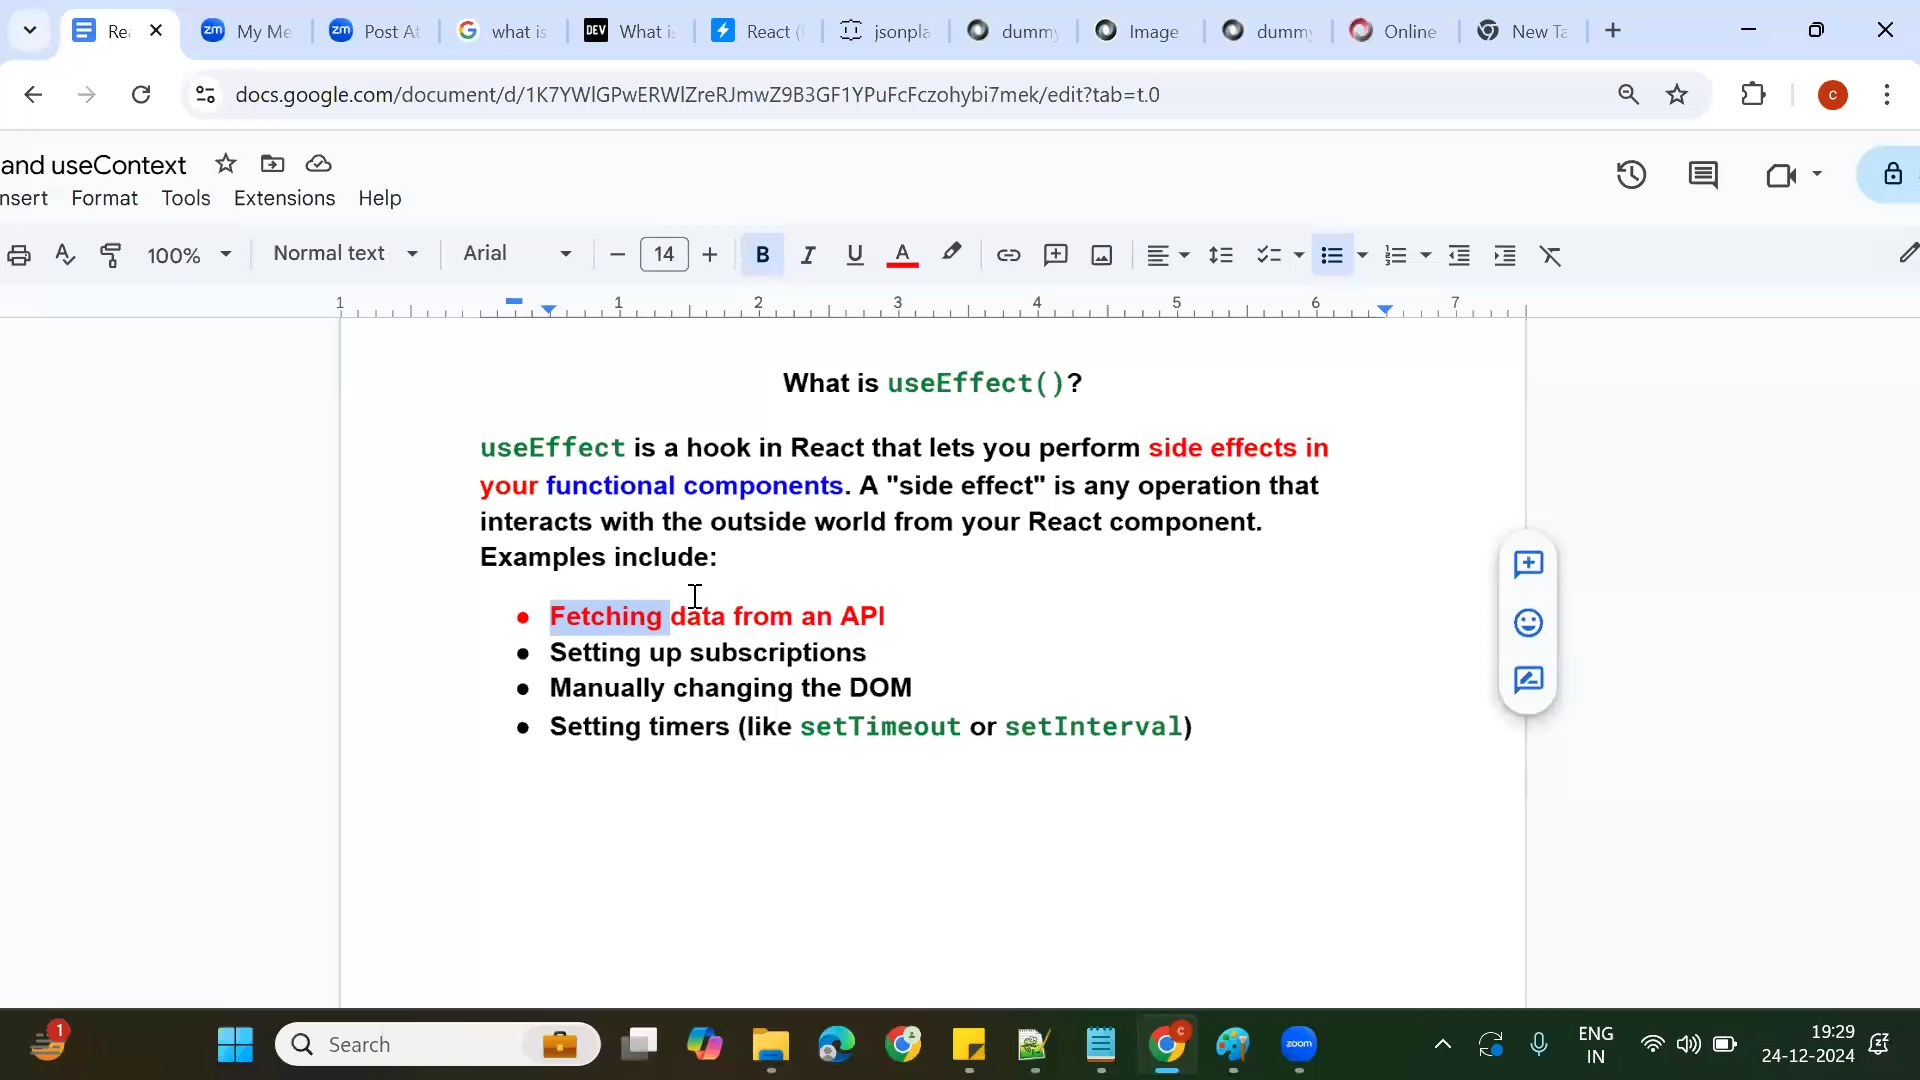 Re
My Me
Post At
what is
What is
React (
jsonpla
dummy
Image
dummy
Online
New Ta
docs.google.com/document/d/1K7YWlGPwERWlZreRJmwZ9B3GF1YPuFcFczohybi7mek/edit?tab=t.0
C
and useContext
nsert Format Tools Extensions Help
100% Normal text Arial 14 B I U A
1 1 2 3 4 5 6 7
What is useEffect()?
useEffect is a hook in React that lets you perform side effects in
your functional components. A "side effect" is any operation that
interacts with the outside world from your React component.
Examples include:
● Fetching data from an API
● Setting up subscriptions
● Manually changing the DOM
● Setting timers (like setTimeout or setInterval)
1
Search
zoom
ENG
IN
19:29
24-12-2024